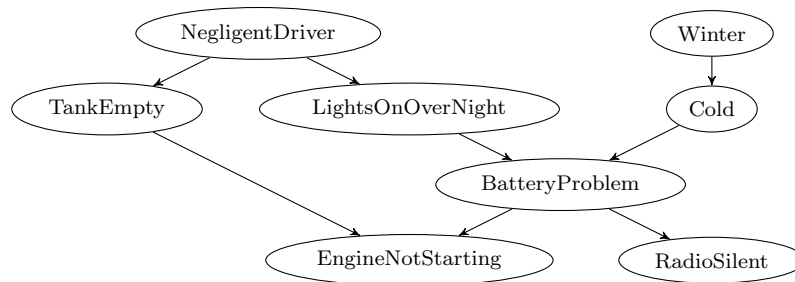 NegligentDriver
Winter
TankEmpty
LightsOnOverNight
Cold
BatteryProblem
EngineNotStarting
RadioSilent